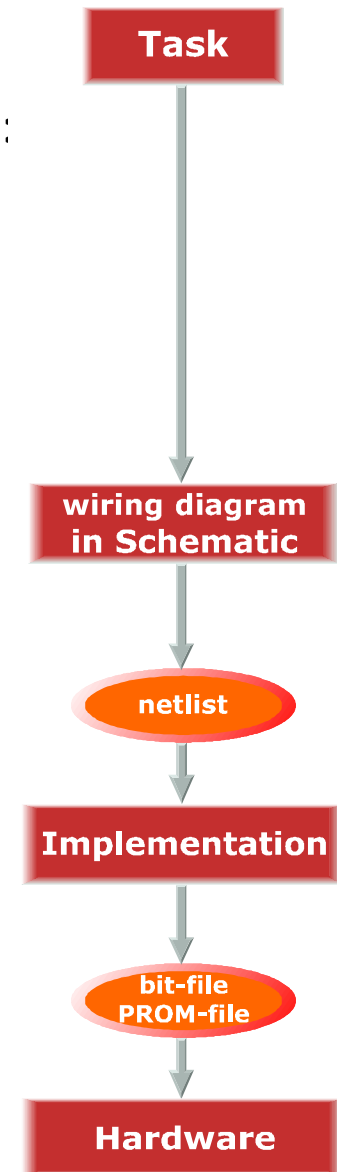 Task
:
wiring diagram
in Schematic
netlist
Implementation
bit-file
PROM-file
Hardware